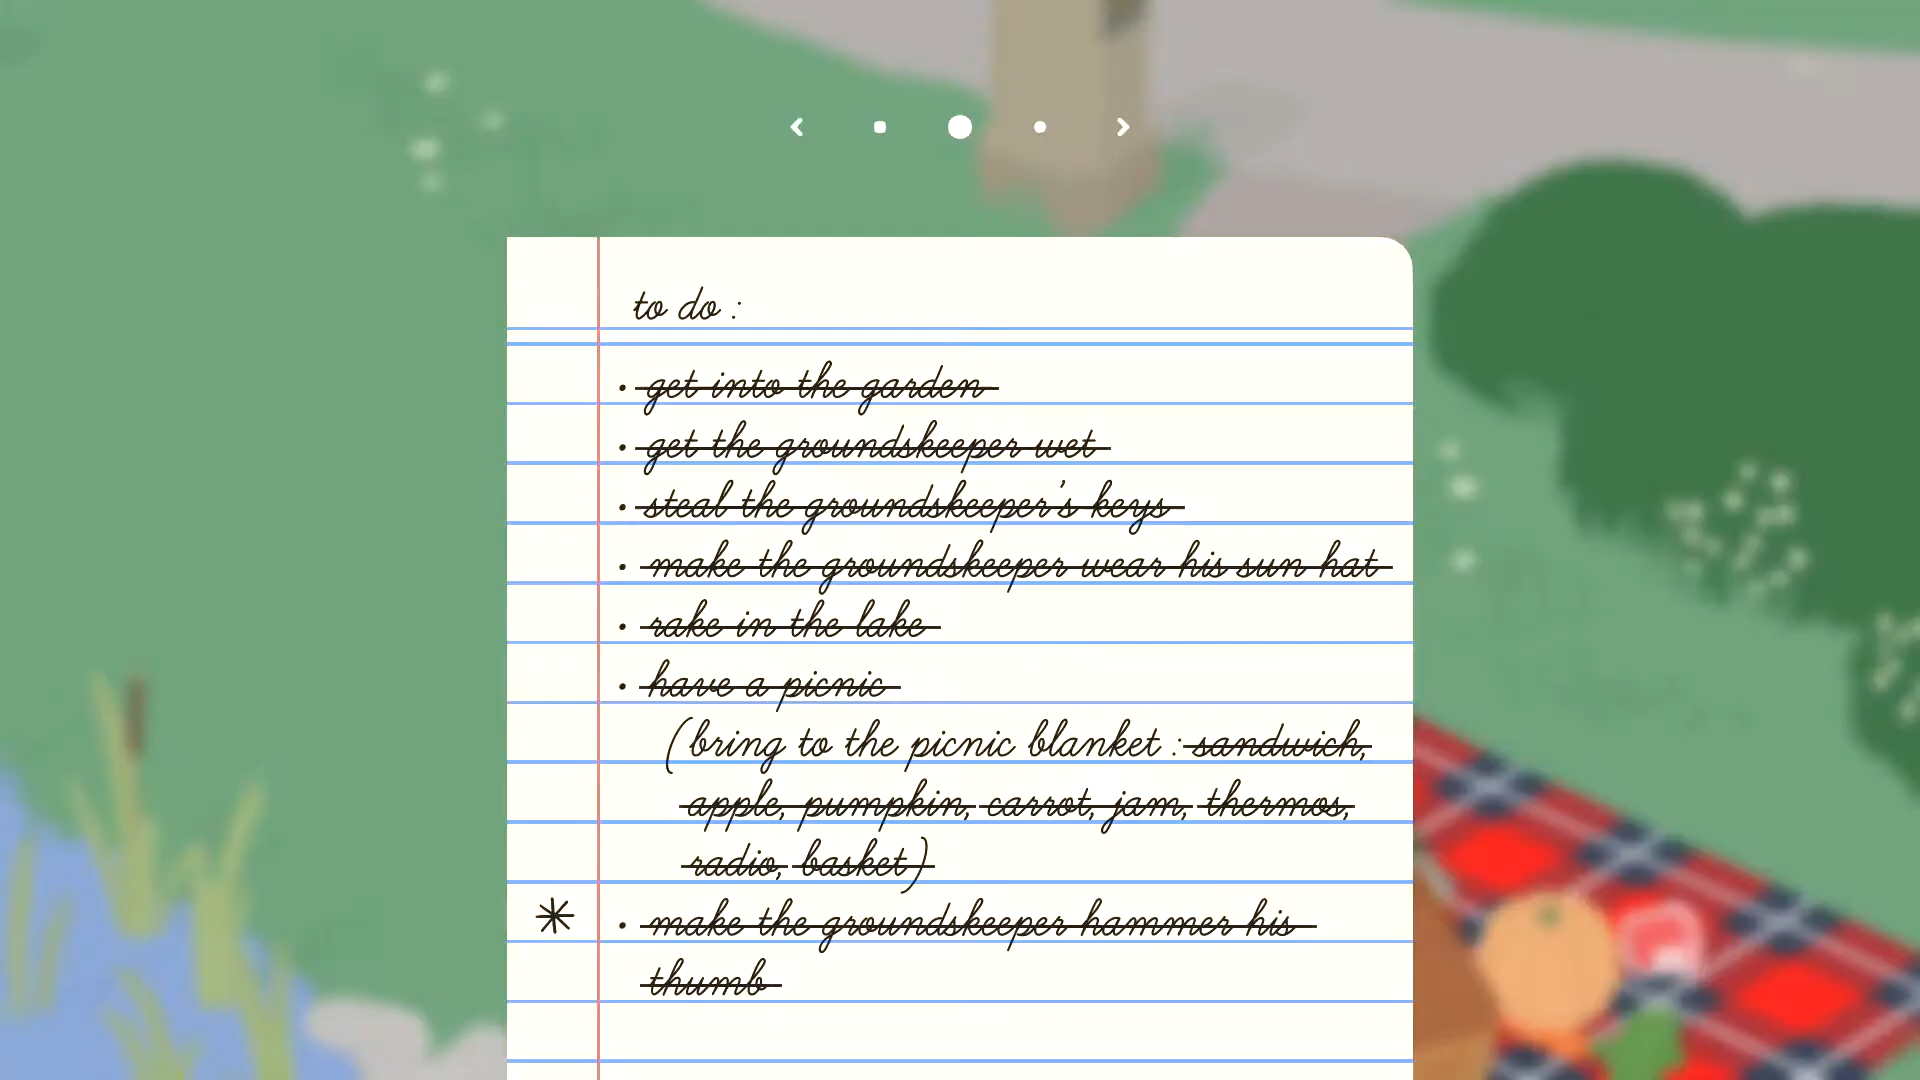 to do :
• get into the garden
• get the groundskeeper wet
• steal the groundskeeper's keys
• make the groundskeeper wear his sun hat
• rake in the lake
• have a picnic
(bring to the picnic blanket : sandwich,
apple, pumpkin, carrot, jam, thermos,
radio, basket)
* • make the groundskeeper hammer his
thumb